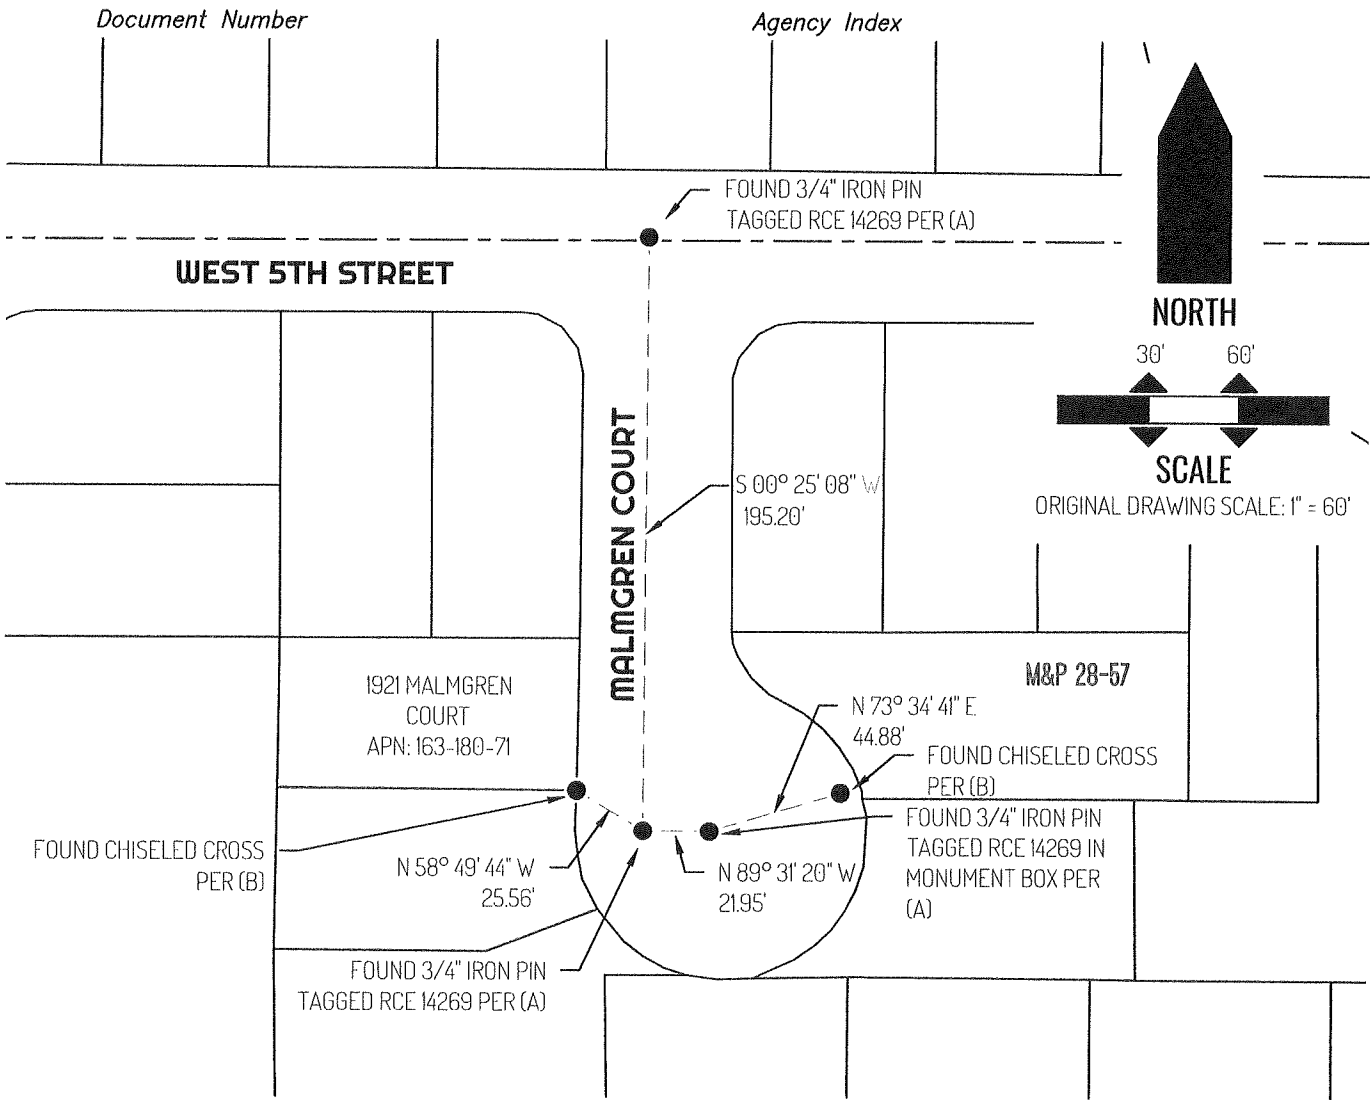 Document Number
Agency Index
FOUND 3/4" IRON PIN
TAGGED RCE 14269 PER (A)
WEST 5TH STREET
NORTH
30' 60'
SCALE
ORIGINAL DRAWING SCALE: 1" = 60'
MALMGREN COURT
S 00° 25' 08" W
195.20'
1921 MALMGREN
COURT
APN: 163-180-71
M&P 28-57
N 73° 34' 41" E
44.88'
FOUND CHISELED CROSS
PER (B)
FOUND 3/4" IRON PIN
TAGGED RCE 14269 IN
MONUMENT BOX PER
(A)
FOUND CHISELED CROSS
PER (B)
N 58° 49' 44" W
25.56'
N 89° 31' 20" W
21.95'
FOUND 3/4" IRON PIN
TAGGED RCE 14269 PER (A)